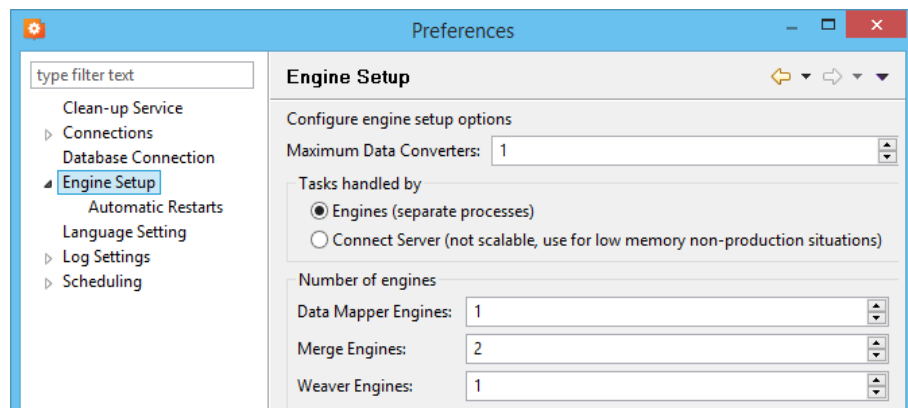 Preferences
type filter text
Clean-up Service
Connections
Database Connection
Engine Setup
Automatic Restarts
Language Setting
Log Settings
Scheduling
Engine Setup
Configure engine setup options
Maximum Data Converters: 1
Tasks handled by
Engines (separate processes)
Connect Server (not scalable, use for low memory non-production situations)
Number of engines
Data Mapper Engines: 1
Merge Engines: 2
Weaver Engines: 1